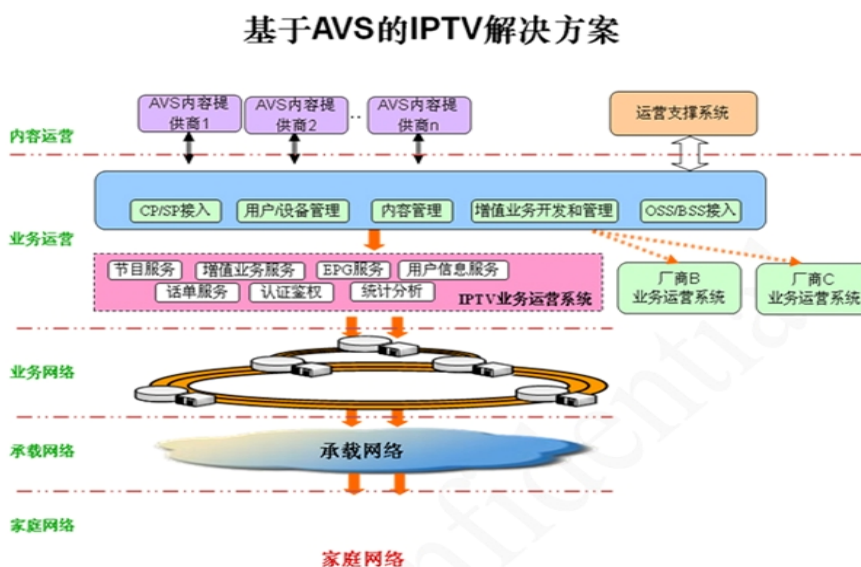 基于AVS的IPTV解决方案
AVS内容提
供商1
AVS内容提
供商2
..
AVS内容提
供商n
运营支撑系统
内容运营
CP/SP接入
用户/设备管理
内容管理
增值业务开发和管理
OSS/BSS接入
业务运营
节目服务
增值业务服务
EPG服务
用户信息服务
话单服务
认证鉴权
统计分析
IPTV业务运营系统
厂商B
业务运营系统
厂商C
业务运营系统
业务网络
承载网络
承载网络
家庭网络
家庭网络